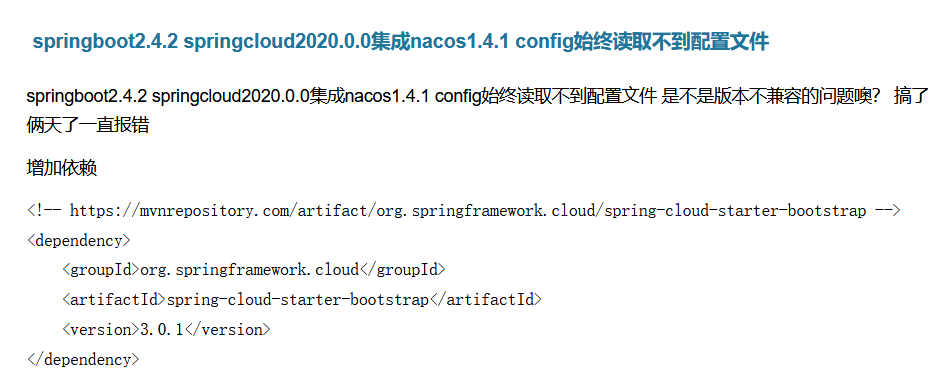 springboot2.4.2 springcloud2020.0.0集成nacos1.4.1 config始终读取不到配置文件
springboot2.4.2 springcloud2020.0.0集成nacos1.4.1 config始终读取不到配置文件 是不是版本不兼容的问题噢? 搞了
俩天了一直报错
增加依赖
<!-- https://mvnrepository.com/artifact/org.springframework.cloud/spring-cloud-starter-bootstrap -->
<dependency>
    <groupId>org.springframework.cloud</groupId>
    <artifactId>spring-cloud-starter-bootstrap</artifactId>
    <version>3.0.1</version>
</dependency>